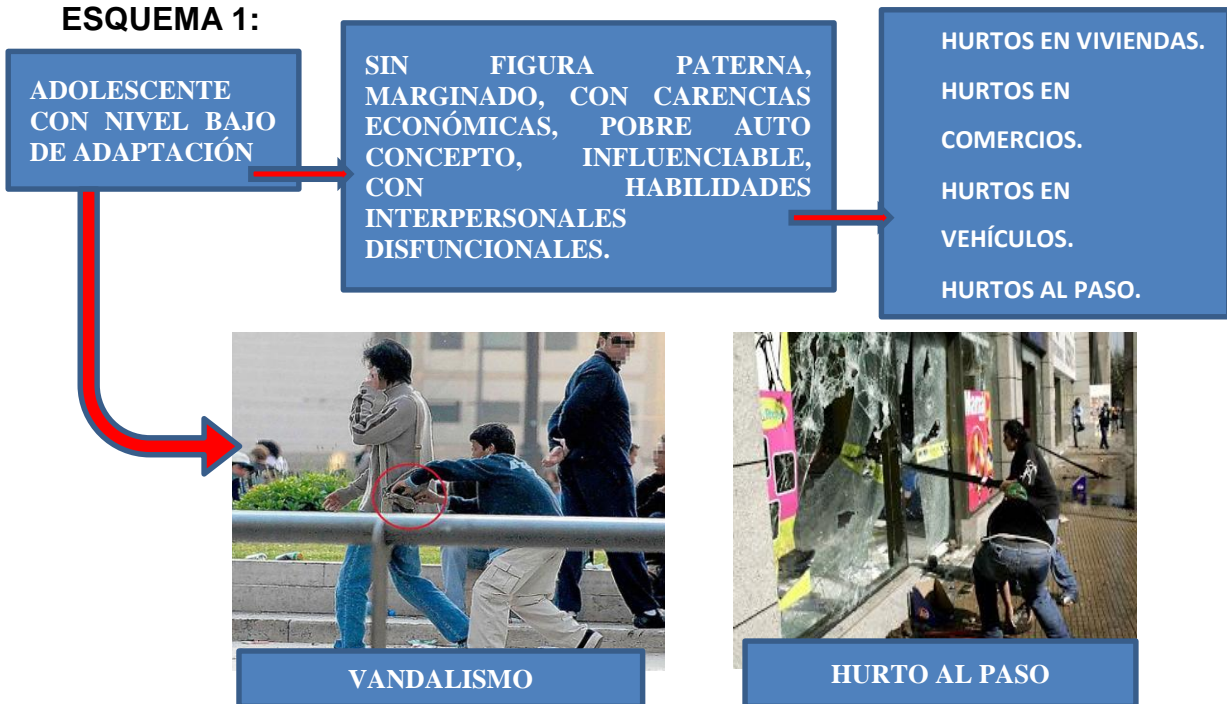 ESQUEMA 1:
ADOLESCENTE
CON NIVEL BAJO
DE ADAPTACIÓN
SIN FIGURA PATERNA,
MARGINADO, CON CARENCIAS
ECONÓMICAS, POBRE AUTO
CONCEPTO, INFLUENCIABLE,
CON HABILIDADES
INTERPERSONALES
DISFUNCIONALES.
HURTOS EN VIVIENDAS.
HURTOS EN
COMERCIOS.
HURTOS EN
VEHÍCULOS.
HURTOS AL PASO.
VANDALISMO
HURTO AL PASO